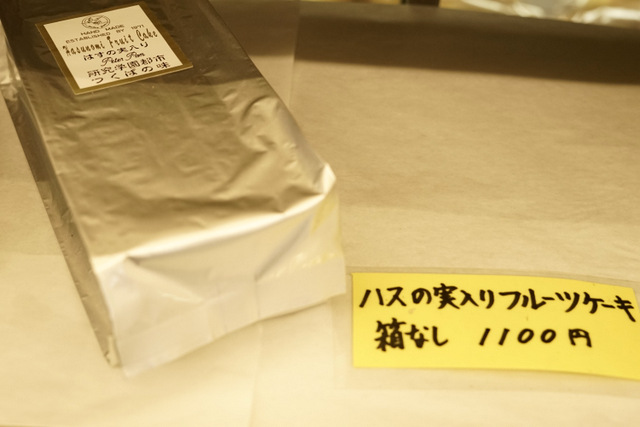 HAND MADE
ESTABLISHED BY 1971
Hasunomi Fruit Cake
はすの実入り
Peter Pan
研究学園都市
つくばの味
ハスの実入りフルーツケーキ
箱なし 1100円